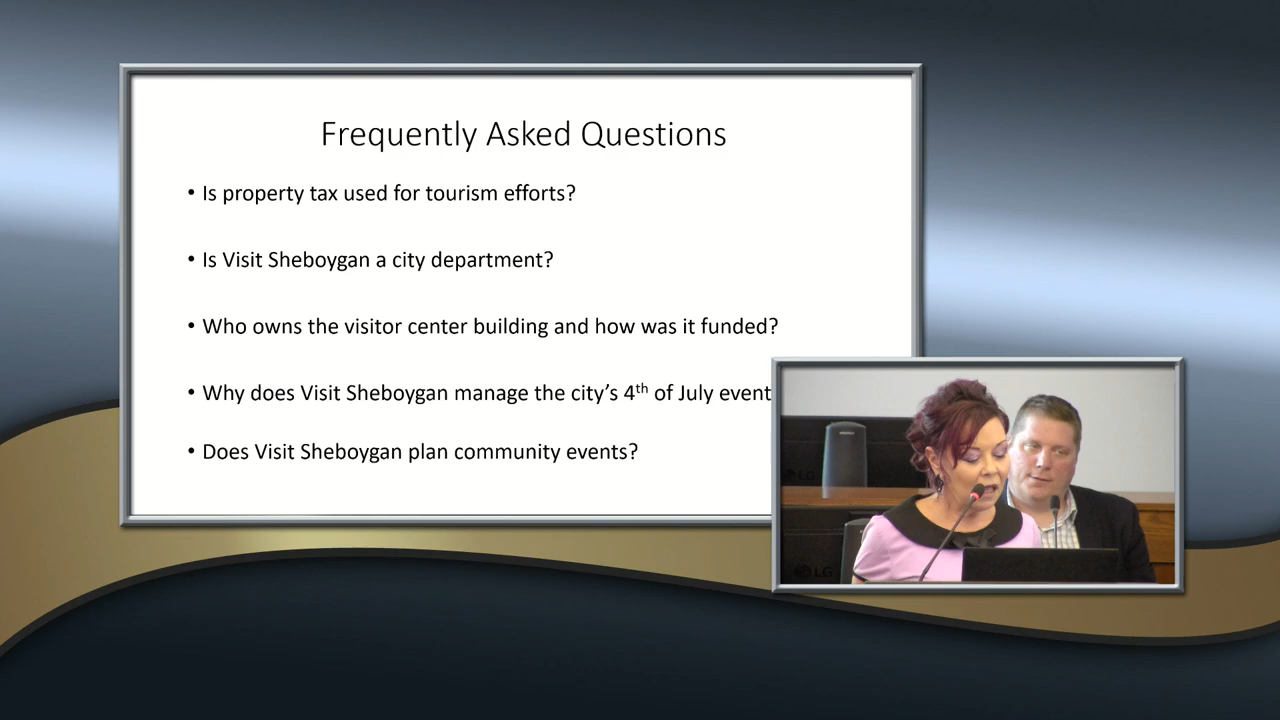 Frequently Asked Questions
• Is property tax used for tourism efforts?
• Is Visit Sheboygan a city department?
• Who owns the visitor center building and how was it funded?
• Why does Visit Sheboygan manage the city’s 4th of July event
• Does Visit Sheboygan plan community events?
LG
LG